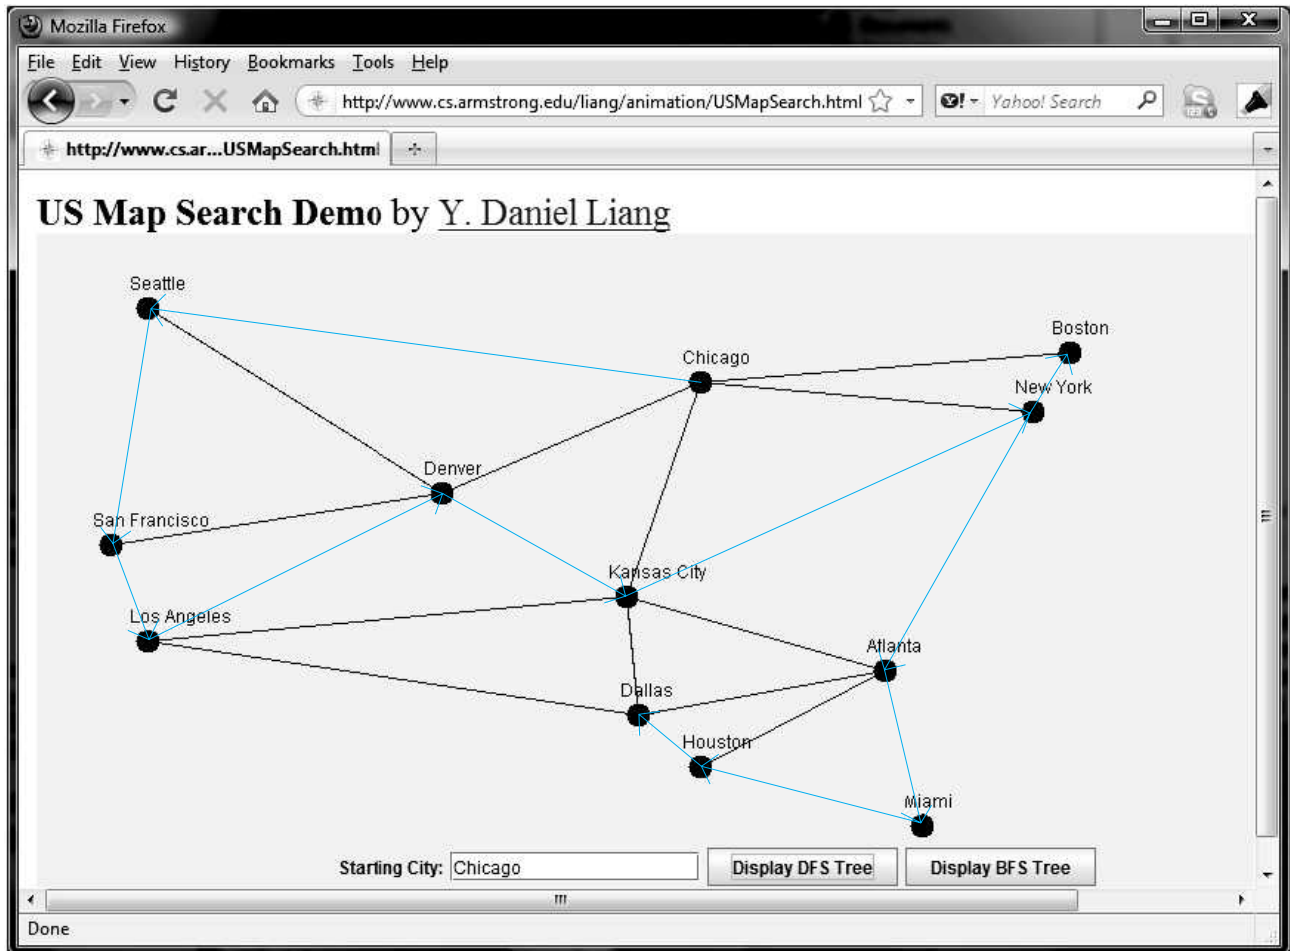 Mozilla Firefox
File Edit View History Bookmarks Tools Help
http://www.cs.armstrong.edu/liang/animation/USMapSearch.html
Yahoo! Search
http://www.cs.ar...USMapSearch.html
US Map Search Demo by Y. Daniel Liang
Seattle
Boston
Chicago
New York
Denver
San Francisco
Kansas City
Los Angeles
Atlanta
Dallas
Houston
Miami
Starting City: Chicago Display DFS Tree Display BFS Tree
Done